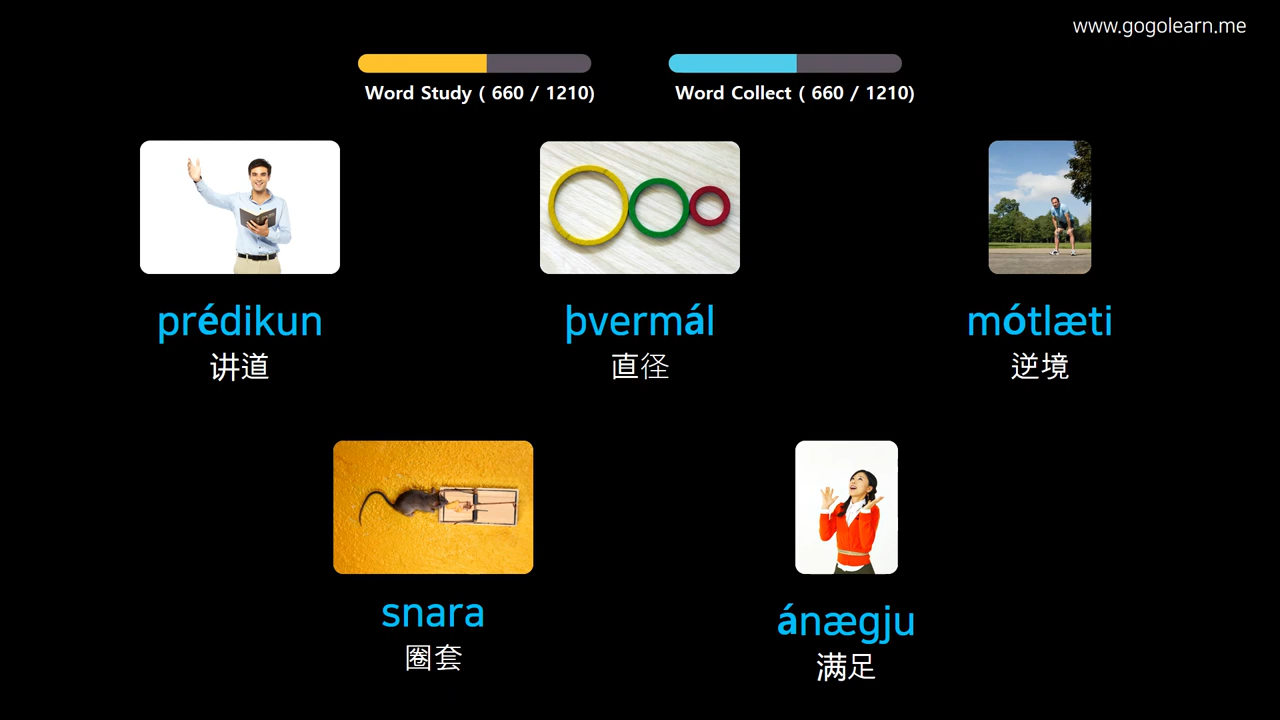 www.gogolearn.me
Word Study ( 660 / 1210)
Word Collect ( 660 / 1210)
prédikun
讲道
þvermál
直径
mótlæti
逆境
snara
圈套
ánægju
满足